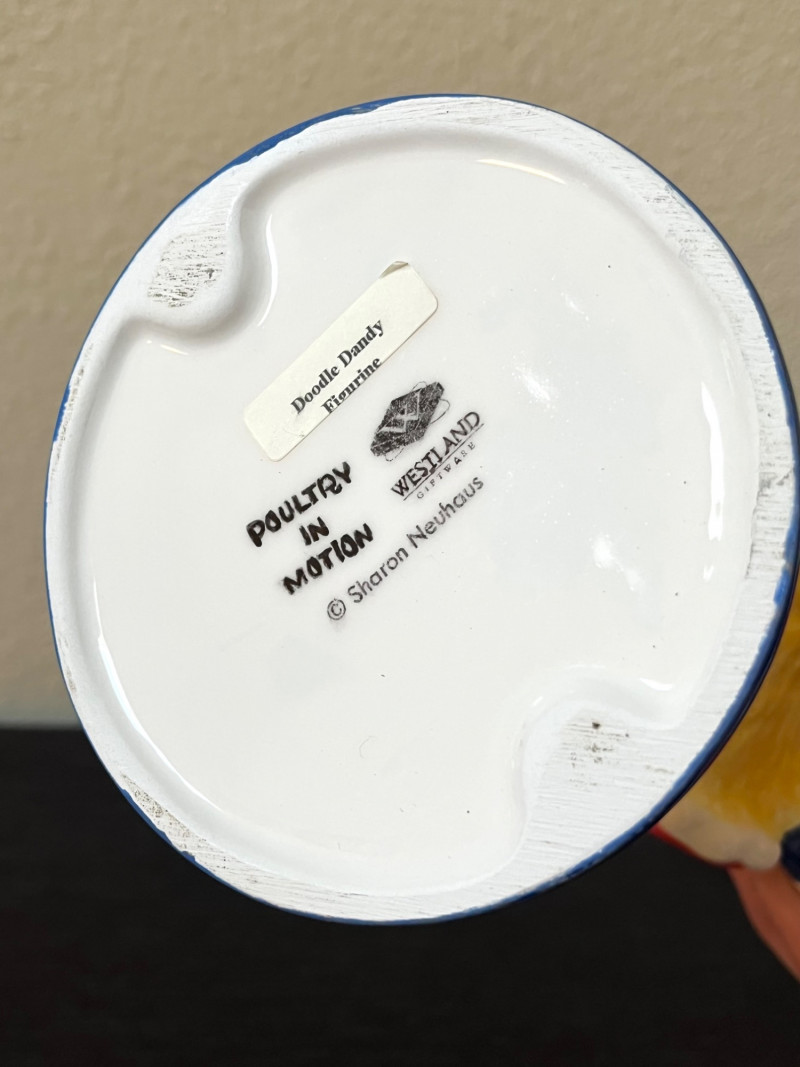 Doodle Dandy
Figurine
WESTLAND
GIFTWARE
POULTRY
IN
MOTION
© Sharon Neuhaus